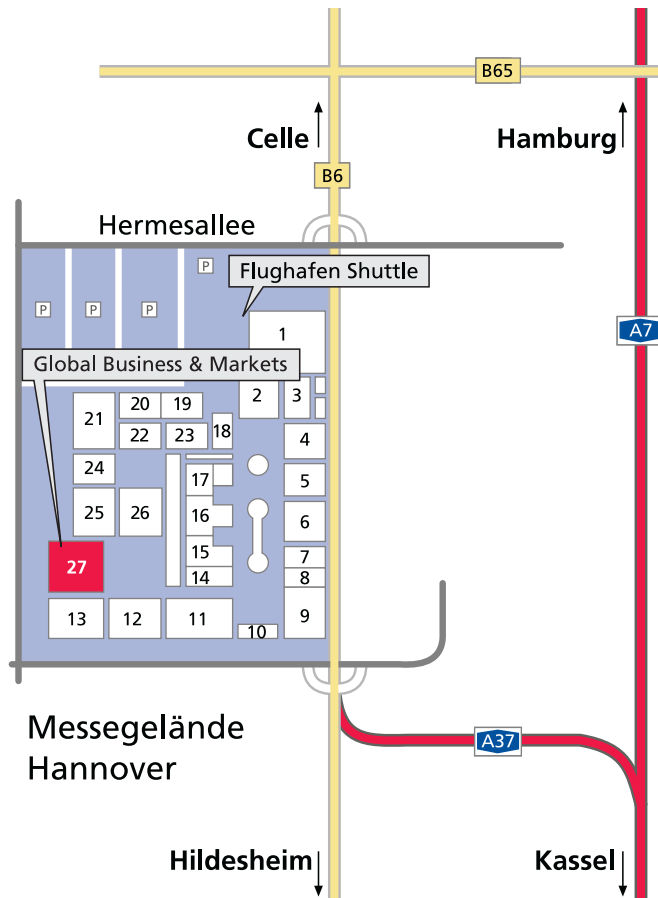 B65
Celle
Hamburg
B6
Hermesallee
P
Flughafen Shuttle
P
P
P
1
A7
Global Business & Markets
2
3
20
19
21
18
22
23
4
24
17
5
25
26
16
6
15
7
27
14
8
13
12
11
9
10
Messegelände
Hannover
A37
Hildesheim
Kassel